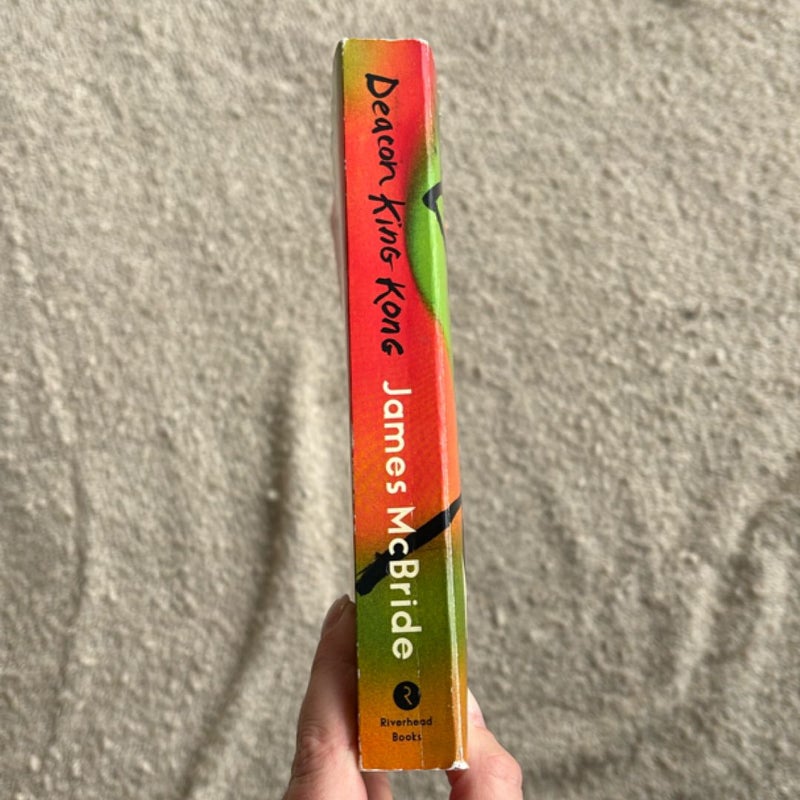 Deacon King Kong
James McBride
R
Riverhead
Books